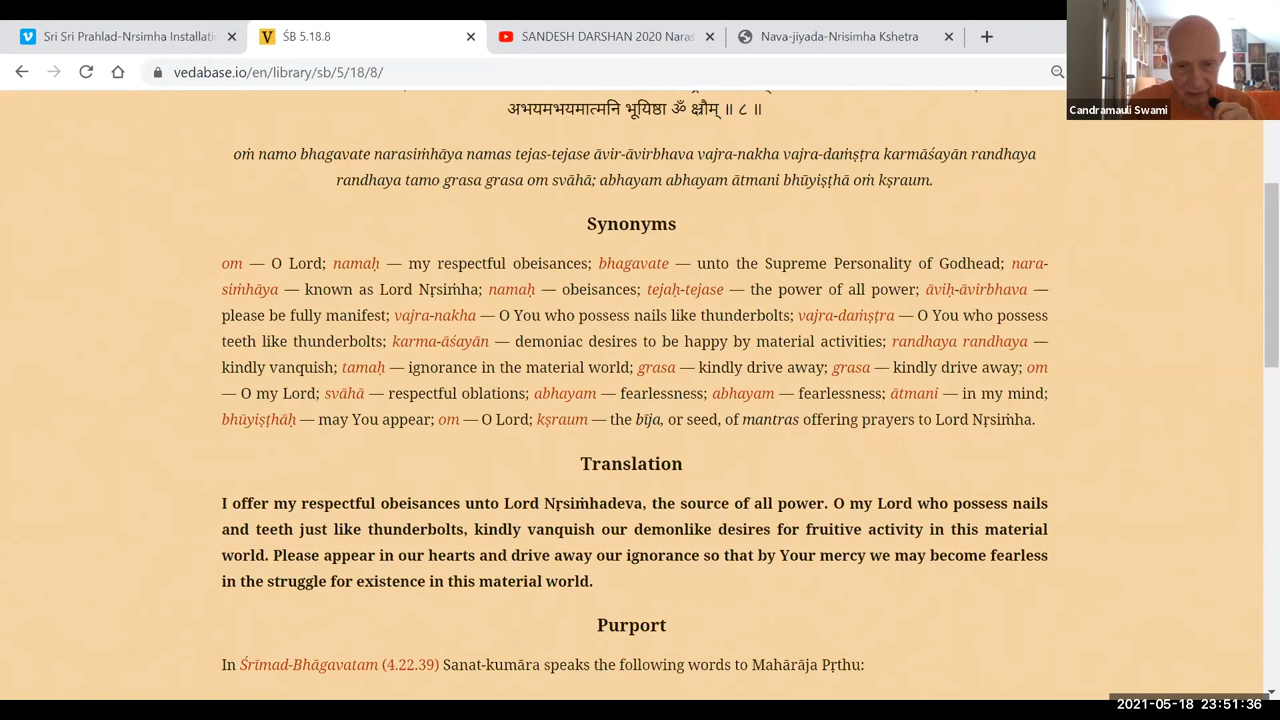 Sri Sri Prahlad-Nrsimha Installati
ŚB 5.18.8
SANDESH DARSHAN 2020 Naras
Nava-jiyada-Nrisimha Kshetra
vedabase.io/en/library/sb/5/18/8/
Candramauli Swami
अभयमभयमात्मनि भूयिष्ठा ॐ क्ष्रौम् ॥ ८ ॥
oṁ namo bhagavate narasiṁhāya namas tejas-tejase āvir-āvirbhava vajra-nakha vajra-daṁṣṭra karmāśayān randhaya
randhaya tamo grasa grasa om svāhā; abhayam abhayam ātmani bhūyiṣṭhā oṁ kṣraum.
Synonyms
om — O Lord; namaḥ — my respectful obeisances; bhagavate — unto the Supreme Personality of Godhead; nara-
siṁhāya — known as Lord Nṛsiṁha; namaḥ — obeisances; tejaḥ-tejase — the power of all power; āviḥ-āvirbhava —
please be fully manifest; vajra-nakha — O You who possess nails like thunderbolts; vajra-daṁṣṭra — O You who possess
teeth like thunderbolts; karma-āśayān — demoniac desires to be happy by material activities; randhaya randhaya —
kindly vanquish; tamaḥ — ignorance in the material world; grasa — kindly drive away; grasa — kindly drive away; om
— O my Lord; svāhā — respectful oblations; abhayam — fearlessness; abhayam — fearlessness; ātmani — in my mind;
bhūyiṣṭhāḥ — may You appear; om — O Lord; kṣraum — the bīja, or seed, of mantras offering prayers to Lord Nṛsiṁha.
Translation
I offer my respectful obeisances unto Lord Nṛsiṁhadeva, the source of all power. O my Lord who possess nails
and teeth just like thunderbolts, kindly vanquish our demonlike desires for fruitive activity in this material
world. Please appear in our hearts and drive away our ignorance so that by Your mercy we may become fearless
in the struggle for existence in this material world.
Purport
In Śrīmad-Bhāgavatam (4.22.39) Sanat-kumāra speaks the following words to Mahārāja Pṛthu:
2021-05-18 23:51:36